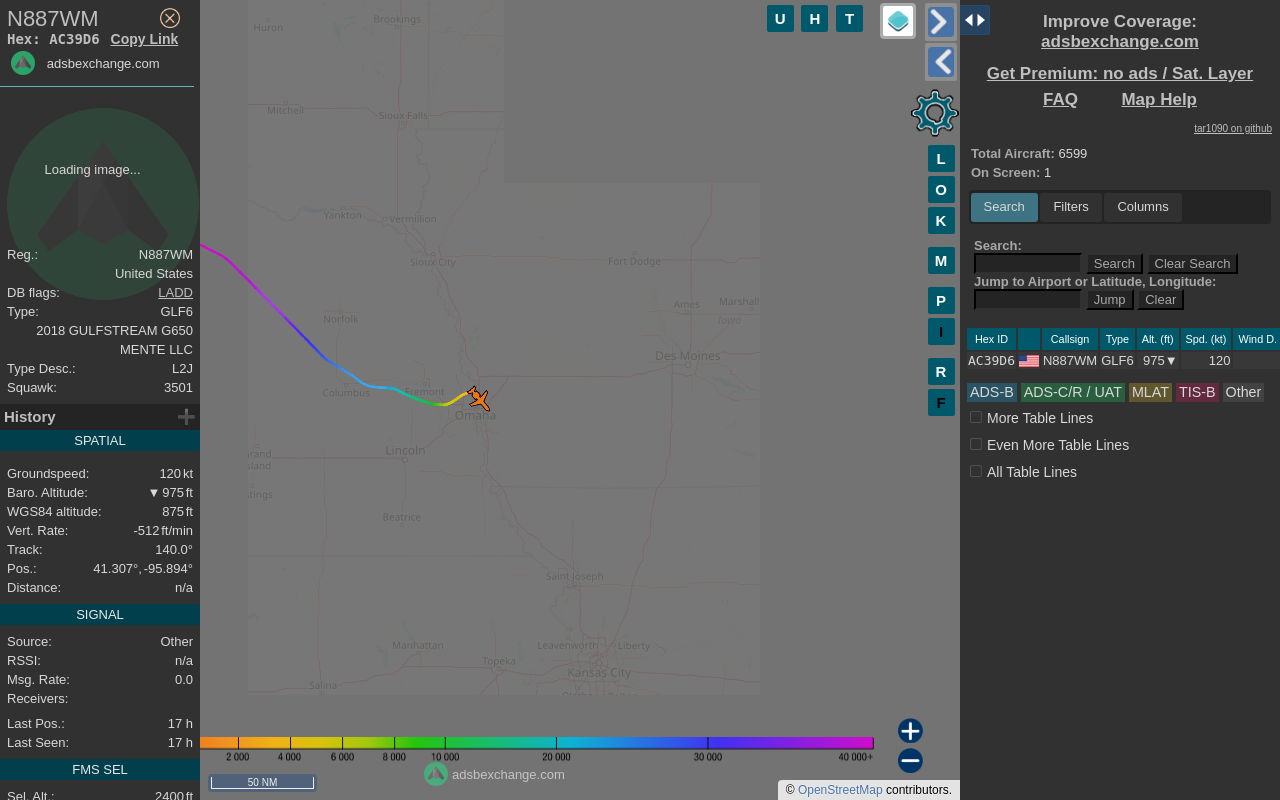 N887WM
Hex: AC39D6 Copy Link
adsbexchange.com
Loading image...
Reg.: N887WM
United States
DB flags: LADD
Type: GLF6
2018 GULFSTREAM G650
MENTE LLC
Type Desc.: L2J
Squawk: 3501
History
SPATIAL
Groundspeed: 120 kt
Baro. Altitude: ▼ 975 ft
WGS84 altitude: 875 ft
Vert. Rate: -512 ft/min
Track: 140.0°
Pos.: 41.307°, -95.894°
Distance: n/a
SIGNAL
Source: Other
RSSI: n/a
Msg. Rate: 0.0
Receivers:
Last Pos.: 17 h
Last Seen: 17 h
FMS SEL
Sel. Alt.: 2400 ft
Huron
Brookings
Mitchell
Sioux Falls
Yankton
Vermillion
Sioux City
Fort Dodge
Ames
Marshall
Iowa
Norfolk
Des Moines
Columbus
Fremont
Omaha
Lincoln
Beatrice
Saint Joseph
Manhattan
Leavenworth
Liberty
Topeka
Kansas City
Salina
U H T
L
O
K
M
P
I
R
F
2 000 4 000 6 000 8 000 10 000 20 000 30 000 40 000+
adsbexchange.com
50 NM
© OpenStreetMap contributors.
Improve Coverage:
adsbexchange.com
Get Premium: no ads / Sat. Layer
FAQ Map Help
tar1090 on github
Total Aircraft: 6599
On Screen: 1
Search Filters Columns
Search:
Search Clear Search
Jump to Airport or Latitude, Longitude:
Jump Clear
Hex ID Callsign Type Alt. (ft) Spd. (kt) Wind D.
AC39D6 N887WM GLF6 975▼ 120
ADS-B ADS-C/R / UAT MLAT TIS-B Other
More Table Lines
Even More Table Lines
All Table Lines